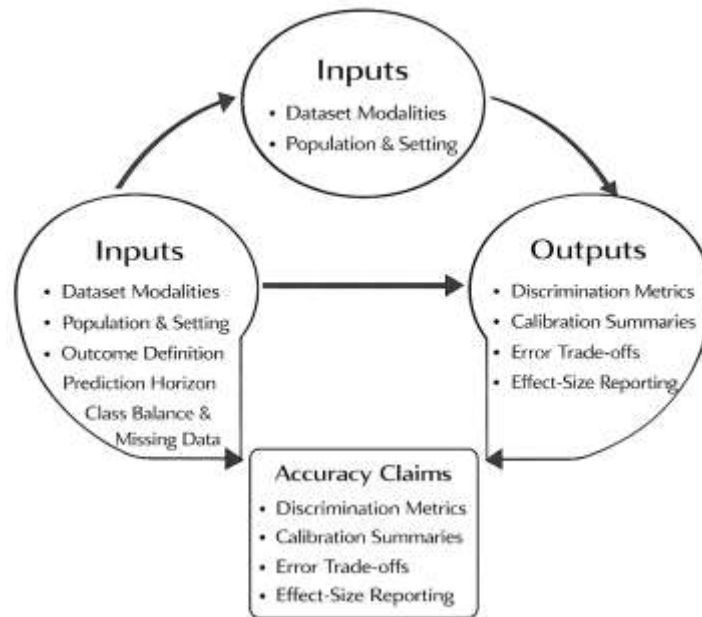 Inputs
• Dataset Modalities
• Population & Setting
Inputs
• Dataset Modalities
• Population & Setting
• Outcome Definition
Prediction Horizon
Class Balance &
Missing Data
Outputs
• Discrimination Metrics
• Calibration Summaries
• Error Trade-offs
• Effect-Size Reporting
Accuracy Claims
• Discrimination Metrics
• Calibration Summaries
• Error Trade-offs
• Effect-Size Reporting